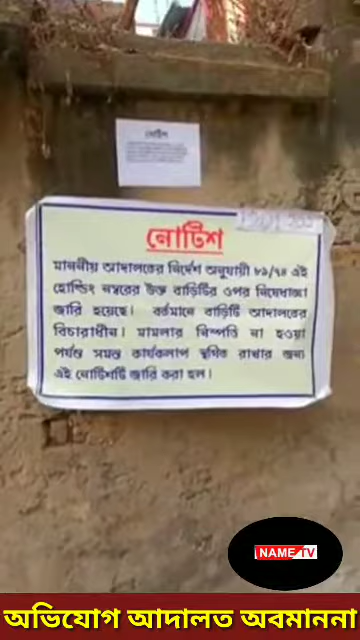 নোটিশ
নোটিশ
মাননীয় আদালতের নির্দেশ অনুযায়ী ৮৯/৭৪ এই
হোল্ডিং নম্বরের উক্ত বাড়িটির ওপর নিষেধাজ্ঞা
জারি হয়েছে। বর্তমানে বাড়িটি আদালতের
বিচারাধীন। মামলার নিষ্পত্তি না হওয়া
পর্যন্ত সমস্ত কার্যকলাপ স্থগিত রাখার জন্য
এই নোটিশটি জারি করা হল।
NAME TV
অভিযোগ আদালত অবমাননা